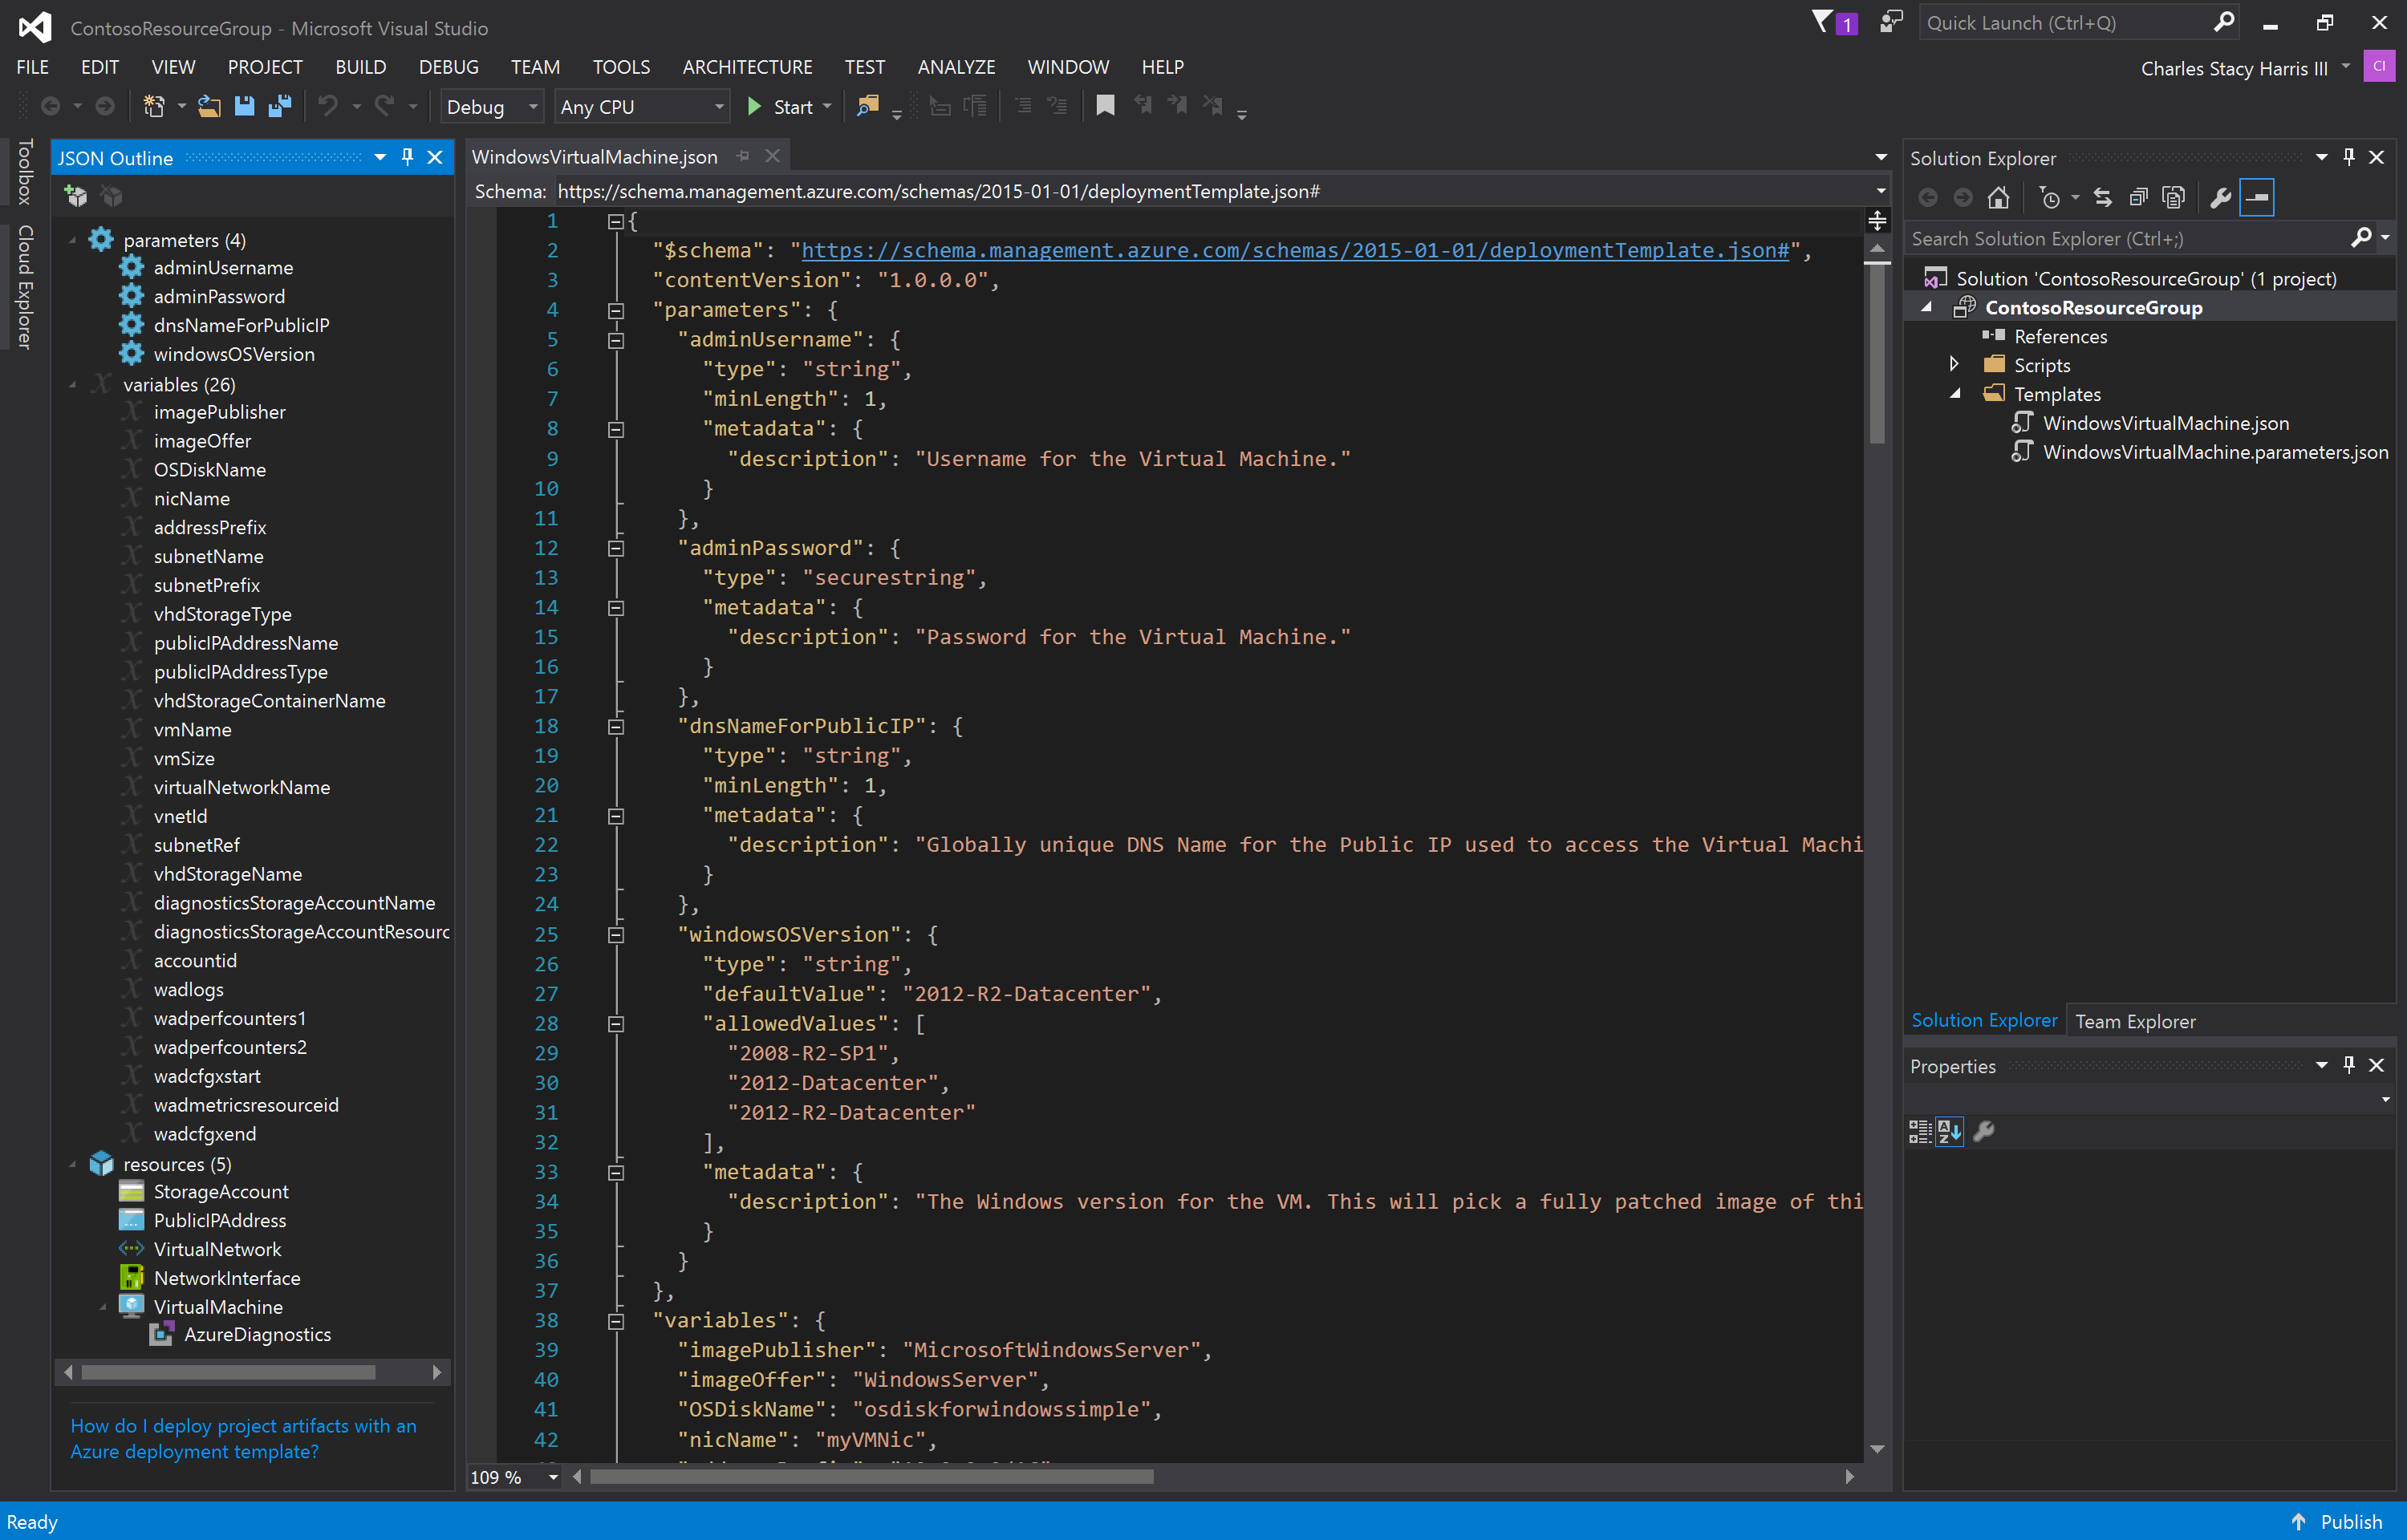 ContosoResourceGroup - Microsoft Visual Studio
1
Quick Launch (Ctrl+Q)
FILE EDIT VIEW PROJECT BUILD DEBUG TEAM TOOLS ARCHITECTURE TEST ANALYZE WINDOW HELP
Charles Stacy Harris III CI
Debug Any CPU Start
Toolbox
Cloud Explorer
JSON Outline
parameters (4)
adminUsername
adminPassword
dnsNameForPublicIP
windowsOSVersion
variables (26)
imagePublisher
imageOffer
OSDiskName
nicName
addressPrefix
subnetName
subnetPrefix
vhdStorageType
publicIPAddressName
publicIPAddressType
vhdStorageContainerName
vmName
vmSize
virtualNetworkName
vnetId
subnetRef
vhdStorageName
diagnosticsStorageAccountName
diagnosticsStorageAccountResourc
accountid
wadlogs
wadperfcounters1
wadperfcounters2
wadcfgxstart
wadmetricsresourceid
wadcfgxend
resources (5)
StorageAccount
PublicIPAddress
VirtualNetwork
NetworkInterface
VirtualMachine
AzureDiagnostics
How do I deploy project artifacts with an
Azure deployment template?
WindowsVirtualMachine.json
Schema: https://schema.management.azure.com/schemas/2015-01-01/deploymentTemplate.json#
1 {
2 "$schema": "https://schema.management.azure.com/schemas/2015-01-01/deploymentTemplate.json#",
3 "contentVersion": "1.0.0.0",
4 "parameters": {
5 "adminUsername": {
6 "type": "string",
7 "minLength": 1,
8 "metadata": {
9 "description": "Username for the Virtual Machine."
10 }
11 },
12 "adminPassword": {
13 "type": "securestring",
14 "metadata": {
15 "description": "Password for the Virtual Machine."
16 }
17 },
18 "dnsNameForPublicIP": {
19 "type": "string",
20 "minLength": 1,
21 "metadata": {
22 "description": "Globally unique DNS Name for the Public IP used to access the Virtual Machi
23 }
24 },
25 "windowsOSVersion": {
26 "type": "string",
27 "defaultValue": "2012-R2-Datacenter",
28 "allowedValues": [
29 "2008-R2-SP1",
30 "2012-Datacenter",
31 "2012-R2-Datacenter"
32 ],
33 "metadata": {
34 "description": "The Windows version for the VM. This will pick a fully patched image of thi
35 }
36 }
37 },
38 "variables": {
39 "imagePublisher": "MicrosoftWindowsServer",
40 "imageOffer": "WindowsServer",
41 "OSDiskName": "osdiskforwindowssimple",
42 "nicName": "myVMNic",
109 %
Solution Explorer
Search Solution Explorer (Ctrl+;)
Solution 'ContosoResourceGroup' (1 project)
ContosoResourceGroup
References
Scripts
Templates
WindowsVirtualMachine.json
WindowsVirtualMachine.parameters.json
Solution Explorer Team Explorer
Properties
Ready
Publish